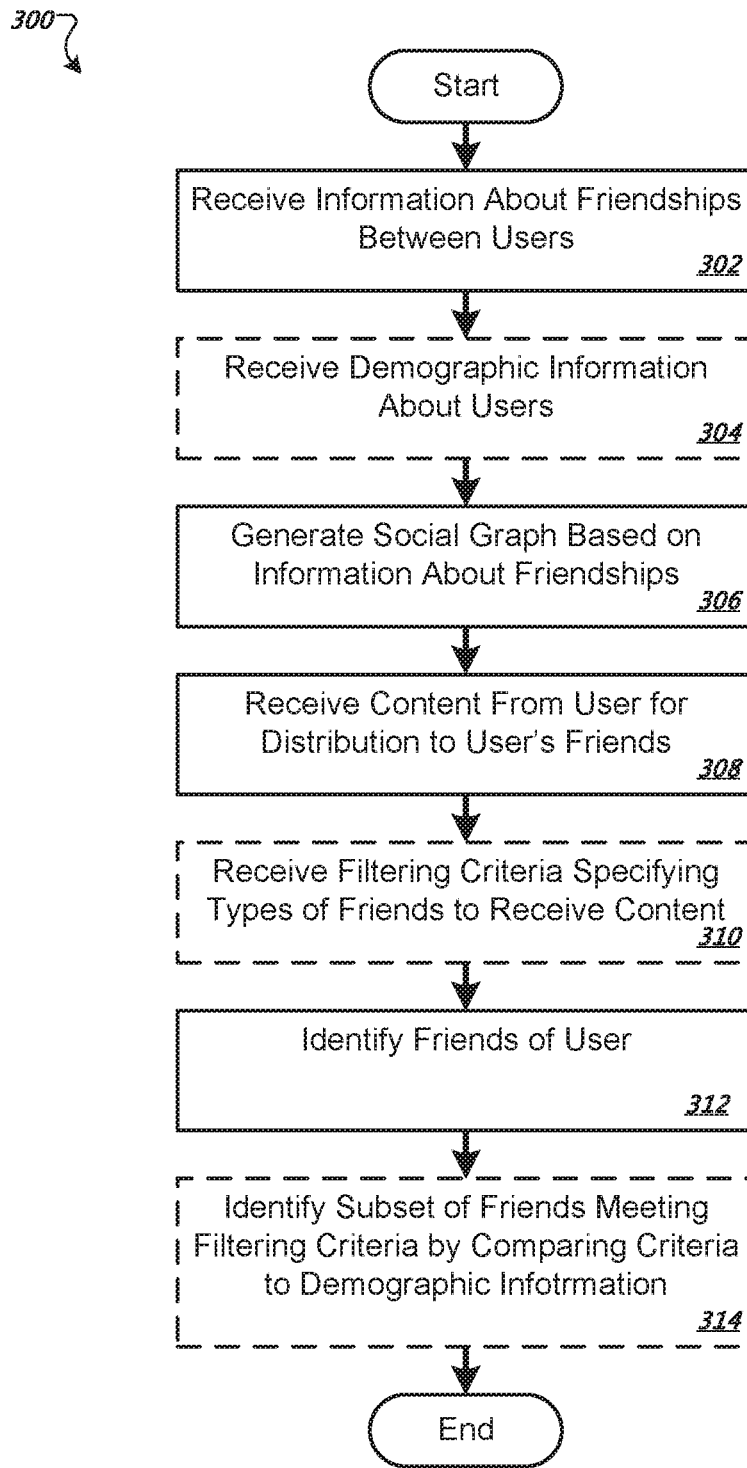 300
Start
Receive Information About Friendships
Between Users
302
Receive Demographic Information
About Users
304
Generate Social Graph Based on
Information About Friendships
306
Receive Content From User for
Distribution to User's Friends
308
Receive Filtering Criteria Specifying
Types of Friends to Receive Content
310
Identify Friends of User
312
Identify Subset of Friends Meeting
Filtering Criteria by Comparing Criteria
to Demographic Infotrmation
314
End